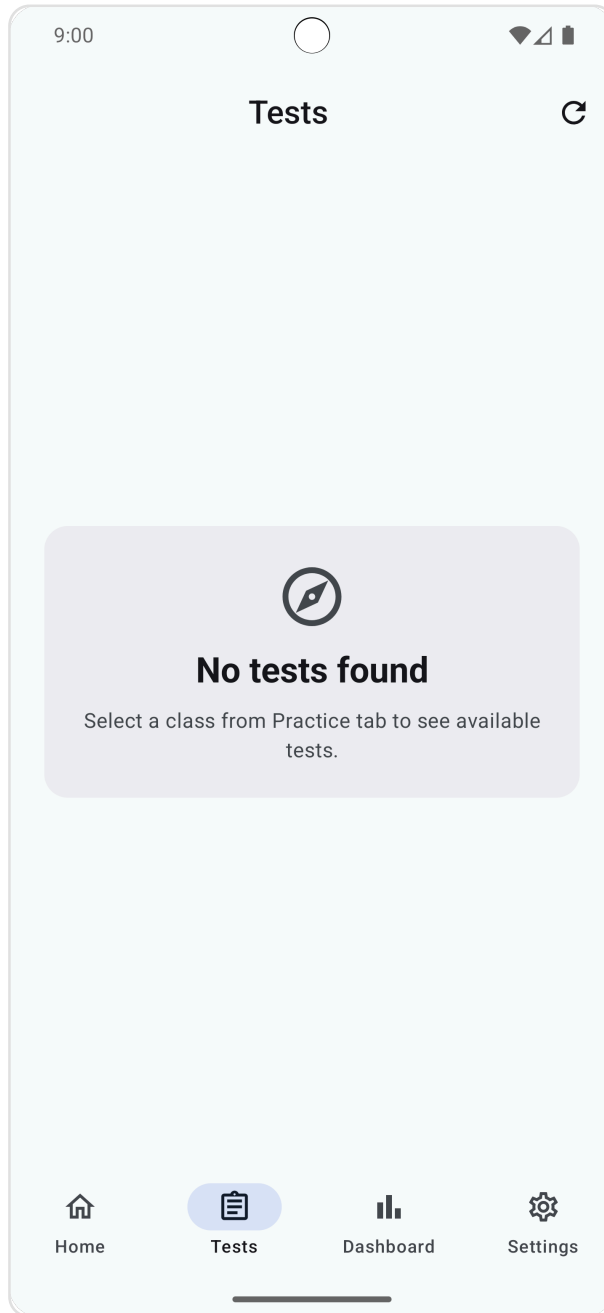 9:00
Tests
No tests found
Select a class from Practice tab to see available
tests.
Home
Tests
Dashboard
Settings